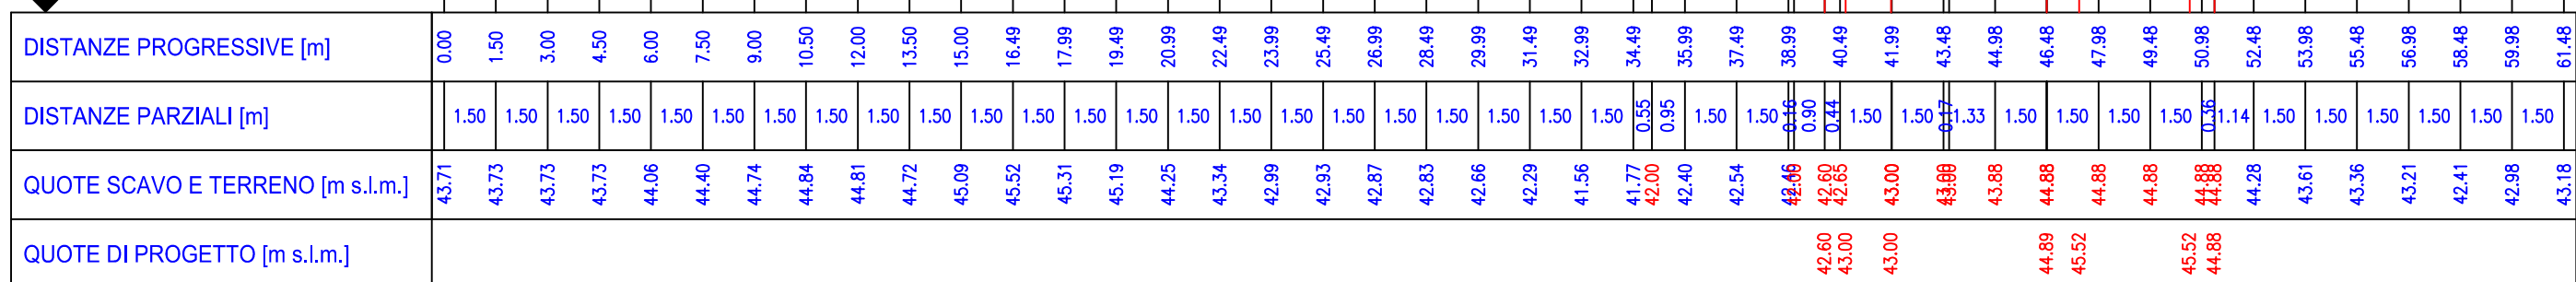 DISTANZE PROGRESSIVE [m] 0.00 1.50 3.00 4.50 6.00 7.50 9.00 10.50 12.00 13.50 15.00 16.49 17.99 19.49 20.99 22.49 23.99 25.49 26.99 28.49 29.99 31.49 32.99 34.49 35.99 37.49 38.99 40.49 41.99 43.48 44.98 46.48 47.98 49.48 50.98 52.48 53.98 55.48 56.98 58.48 59.98 61.48
DISTANZE PARZIALI [m] 1.50 1.50 1.50 1.50 1.50 1.50 1.50 1.50 1.50 1.50 1.50 1.50 1.50 1.50 1.50 1.50 1.50 1.50 1.50 1.50 1.50 1.50 1.50 0.55 0.95 1.50 1.50 0.16 0.90 0.44 1.50 1.50 0.17 1.33 1.50 1.50 1.50 1.50 0.36 1.14 1.50 1.50 1.50 1.50 1.50 1.50
QUOTE SCAVO E TERRENO [m s.l.m.] 43.71 43.73 43.73 43.73 44.06 44.40 44.74 44.84 44.81 44.72 45.09 45.52 45.31 45.19 44.25 43.34 42.99 42.93 42.87 42.83 42.66 42.29 41.56 41.77 42.00 42.40 42.54 42.46 42.60 42.65 43.00 43.00 43.88 44.88 44.88 44.88 44.88 44.88 44.28 43.61 43.36 43.21 42.41 42.98 43.18
QUOTE DI PROGETTO [m s.l.m.] 42.60 43.00 43.00 44.89 45.52 45.52 44.88